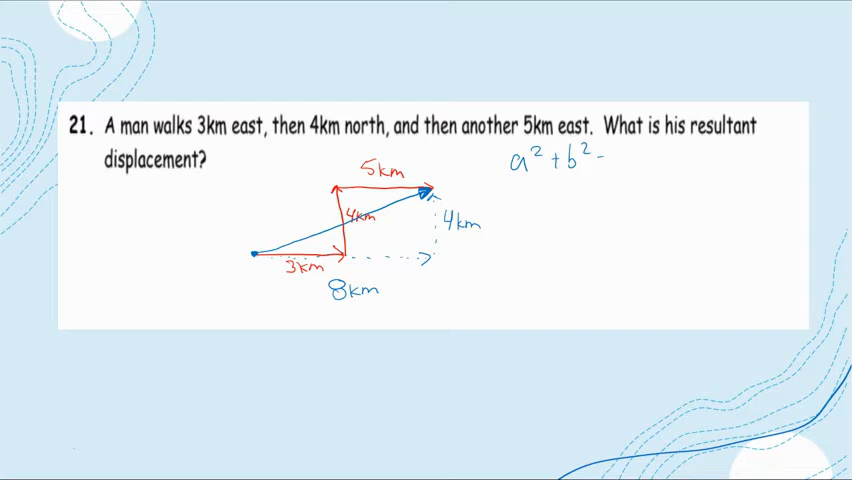 21. A man walks 3km east, then 4km north, and then another 5km east. What is his resultant
displacement?
a² + b² -
5km
4km
4km
3km
8km